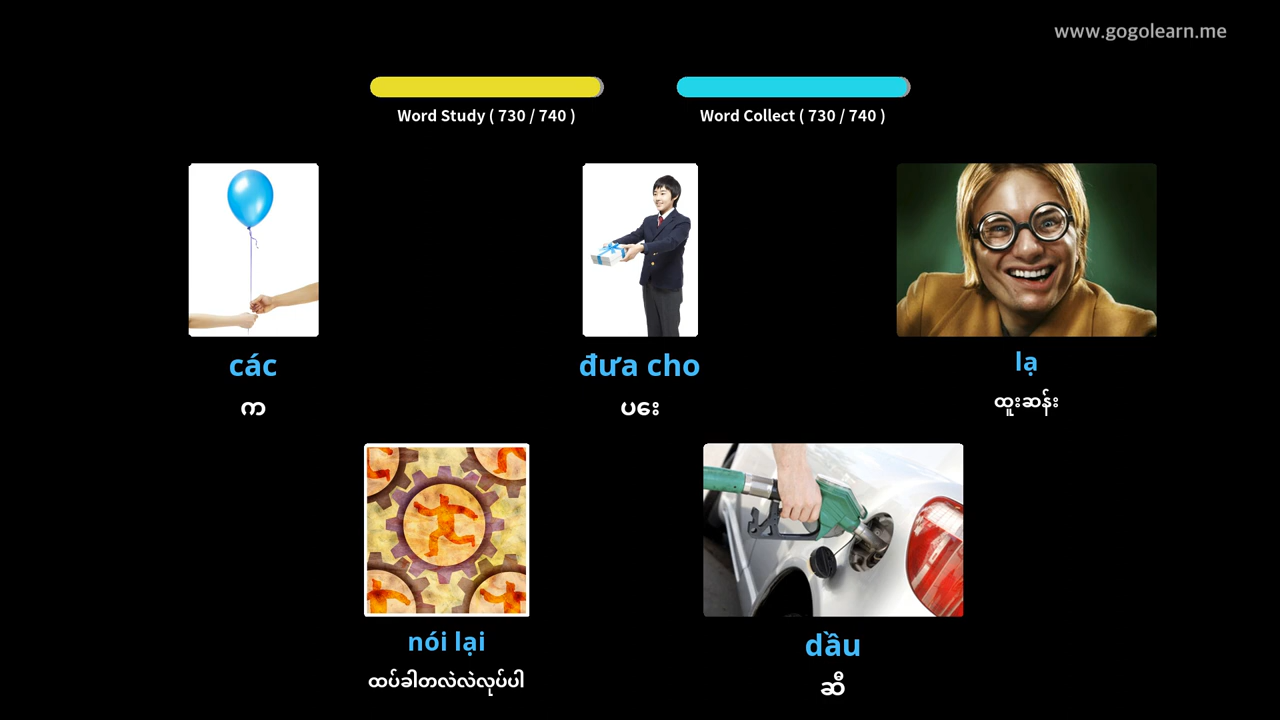 www.gogolearn.me
Word Study ( 730 / 740 )
Word Collect ( 730 / 740 )
các
đưa cho
lạ
က
ပးေ
ထူးဆန်း
nói lại
dầu
ထပ်ခါတလဲလဲလုပ်ပါ
ဆီ